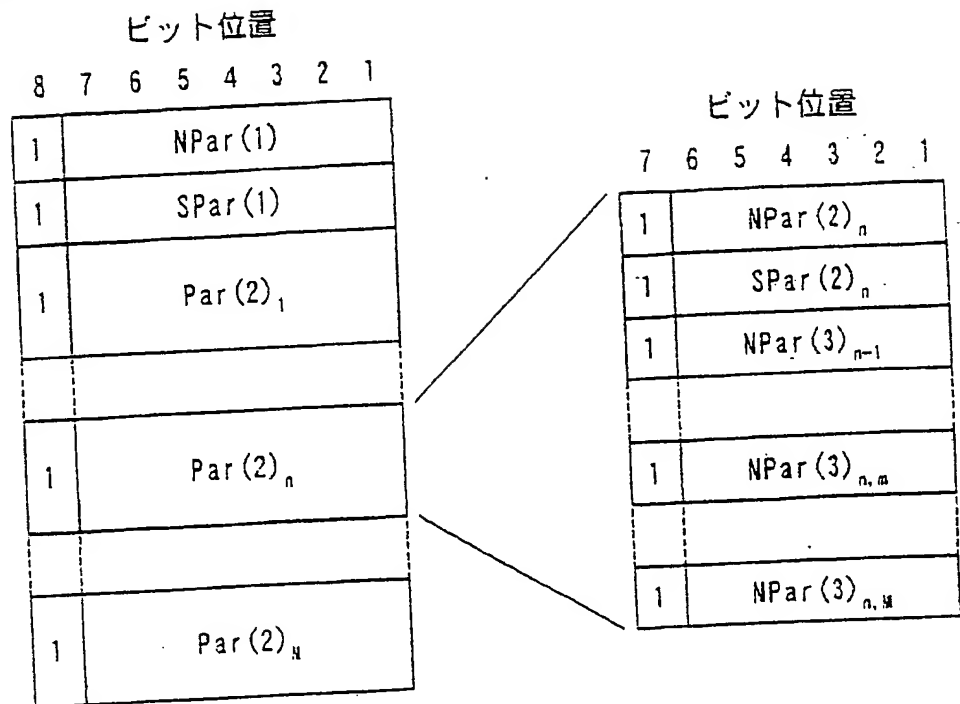 ビット位置
8 7 6 5 4 3 2 1
1 NPar(1)
1 SPar(1)
1 Par(2)₁
1 Par(2)ₙ
1 Par(2)N
ビット位置
7 6 5 4 3 2 1
1 NPar(2)ₙ
1 SPar(2)ₙ
1 NPar(3)ₙ₋₁
1 NPar(3)n,m
1 NPar(3)n,M